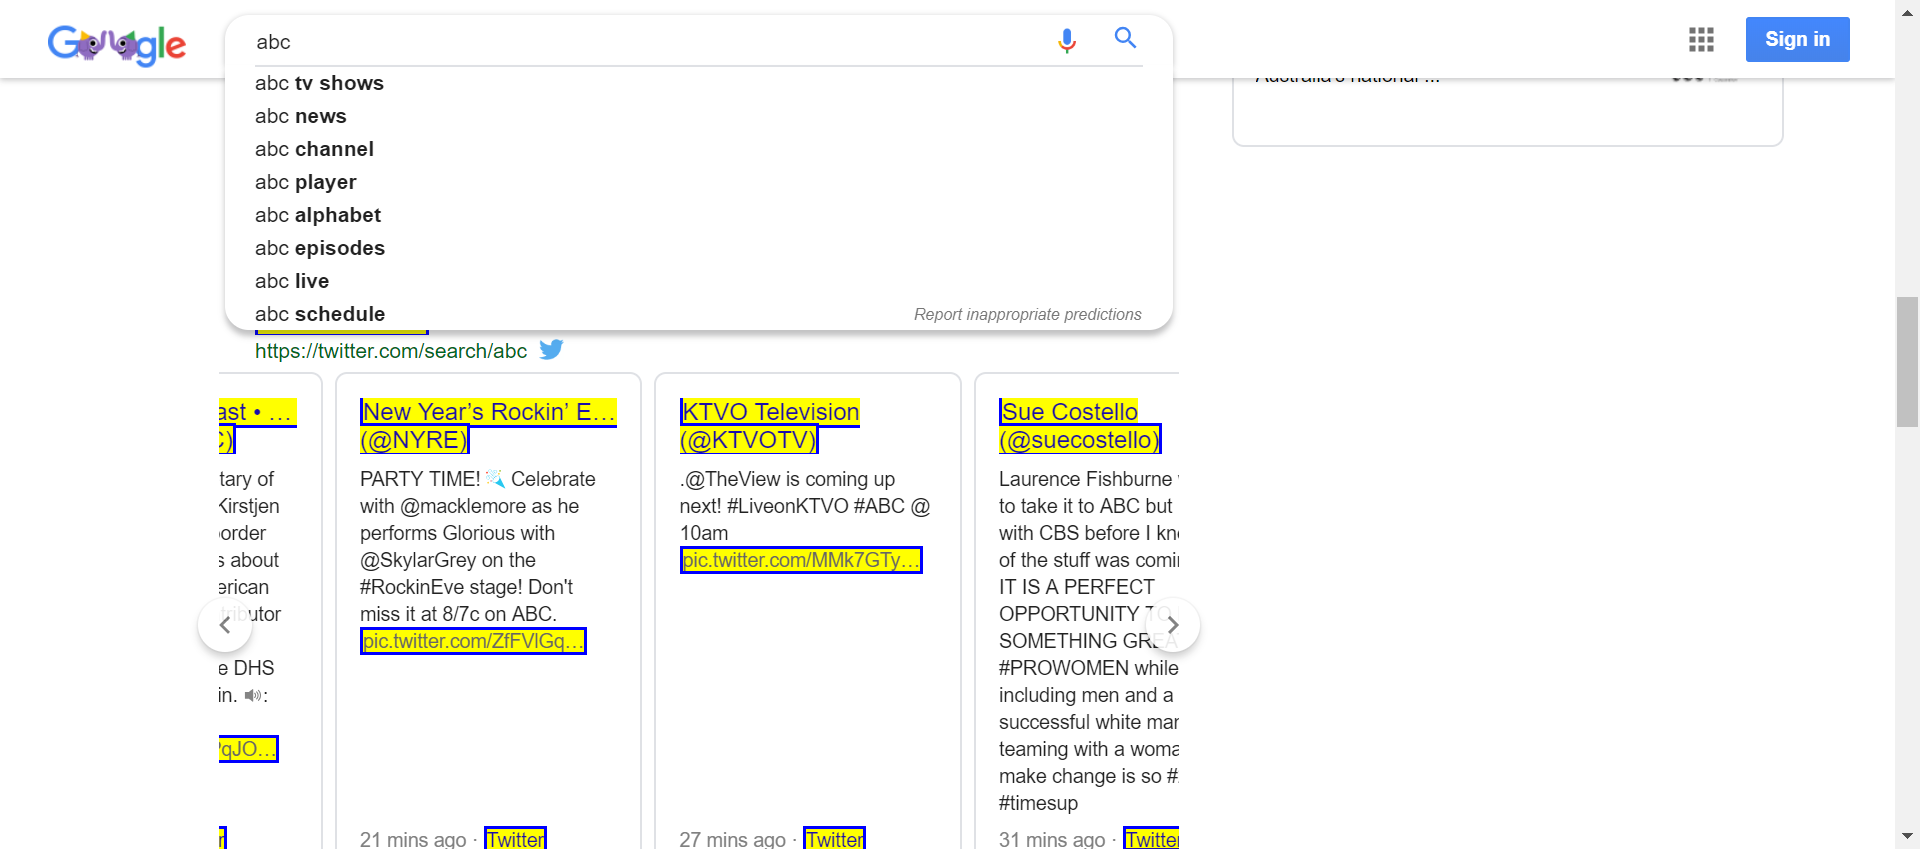 Google
abc
Sign in
abc tv shows
abc news
abc channel
abc player
abc alphabet
abc episodes
abc live
abc schedule
Report inappropriate predictions
Australia's national ...
https://twitter.com/search/abc
ast • …
C)
tary of
Kirstjen
order
s about
erican
tributor
e DHS
in. 🔊:
PqJO…
r
New Year’s Rockin’ E…
(@NYRE)
PARTY TIME! 🎉 Celebrate
with @macklemore as he
performs Glorious with
@SkylarGrey on the
#RockinEve stage! Don't
miss it at 8/7c on ABC.
pic.twitter.com/ZfFVlGq…
21 mins ago · Twitter
KTVO Television
(@KTVOTV)
.@TheView is coming up
next! #LiveonKTVO #ABC @
10am
pic.twitter.com/MMk7GTy…
27 mins ago · Twitter
Sue Costello
(@suecostello)
Laurence Fishburne
to take it to ABC but
with CBS before I kn
of the stuff was comi
IT IS A PERFECT
OPPORTUNITY TO
SOMETHING GREA
#PROWOMEN while
including men and a
successful white mar
teaming with a woma
make change is so #
#timesup
31 mins ago · Twitter